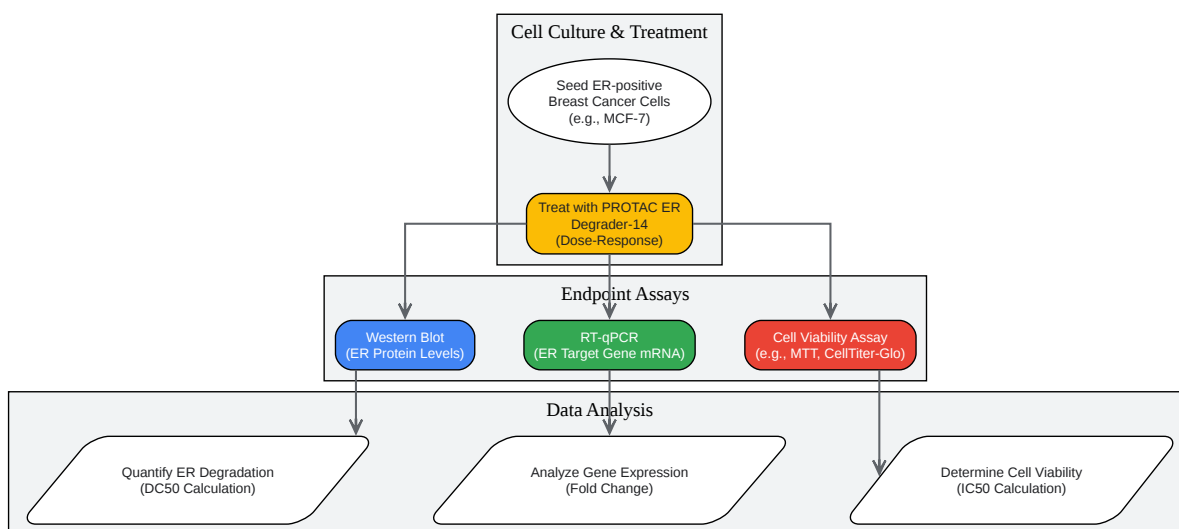 Cell Culture & Treatment
Seed ER-positive
Breast Cancer Cells
(e.g., MCF-7)
Treat with PROTAC ER
Degrader-14
(Dose-Response)
Endpoint Assays
Western Blot
(ER Protein Levels)
RT-qPCR
(ER Target Gene mRNA)
Cell Viability Assay
(e.g., MTT, CellTiter-Glo)
Data Analysis
Quantify ER Degradation
(DC50 Calculation)
Analyze Gene Expression
(Fold Change)
Determine Cell Viability
(IC50 Calculation)